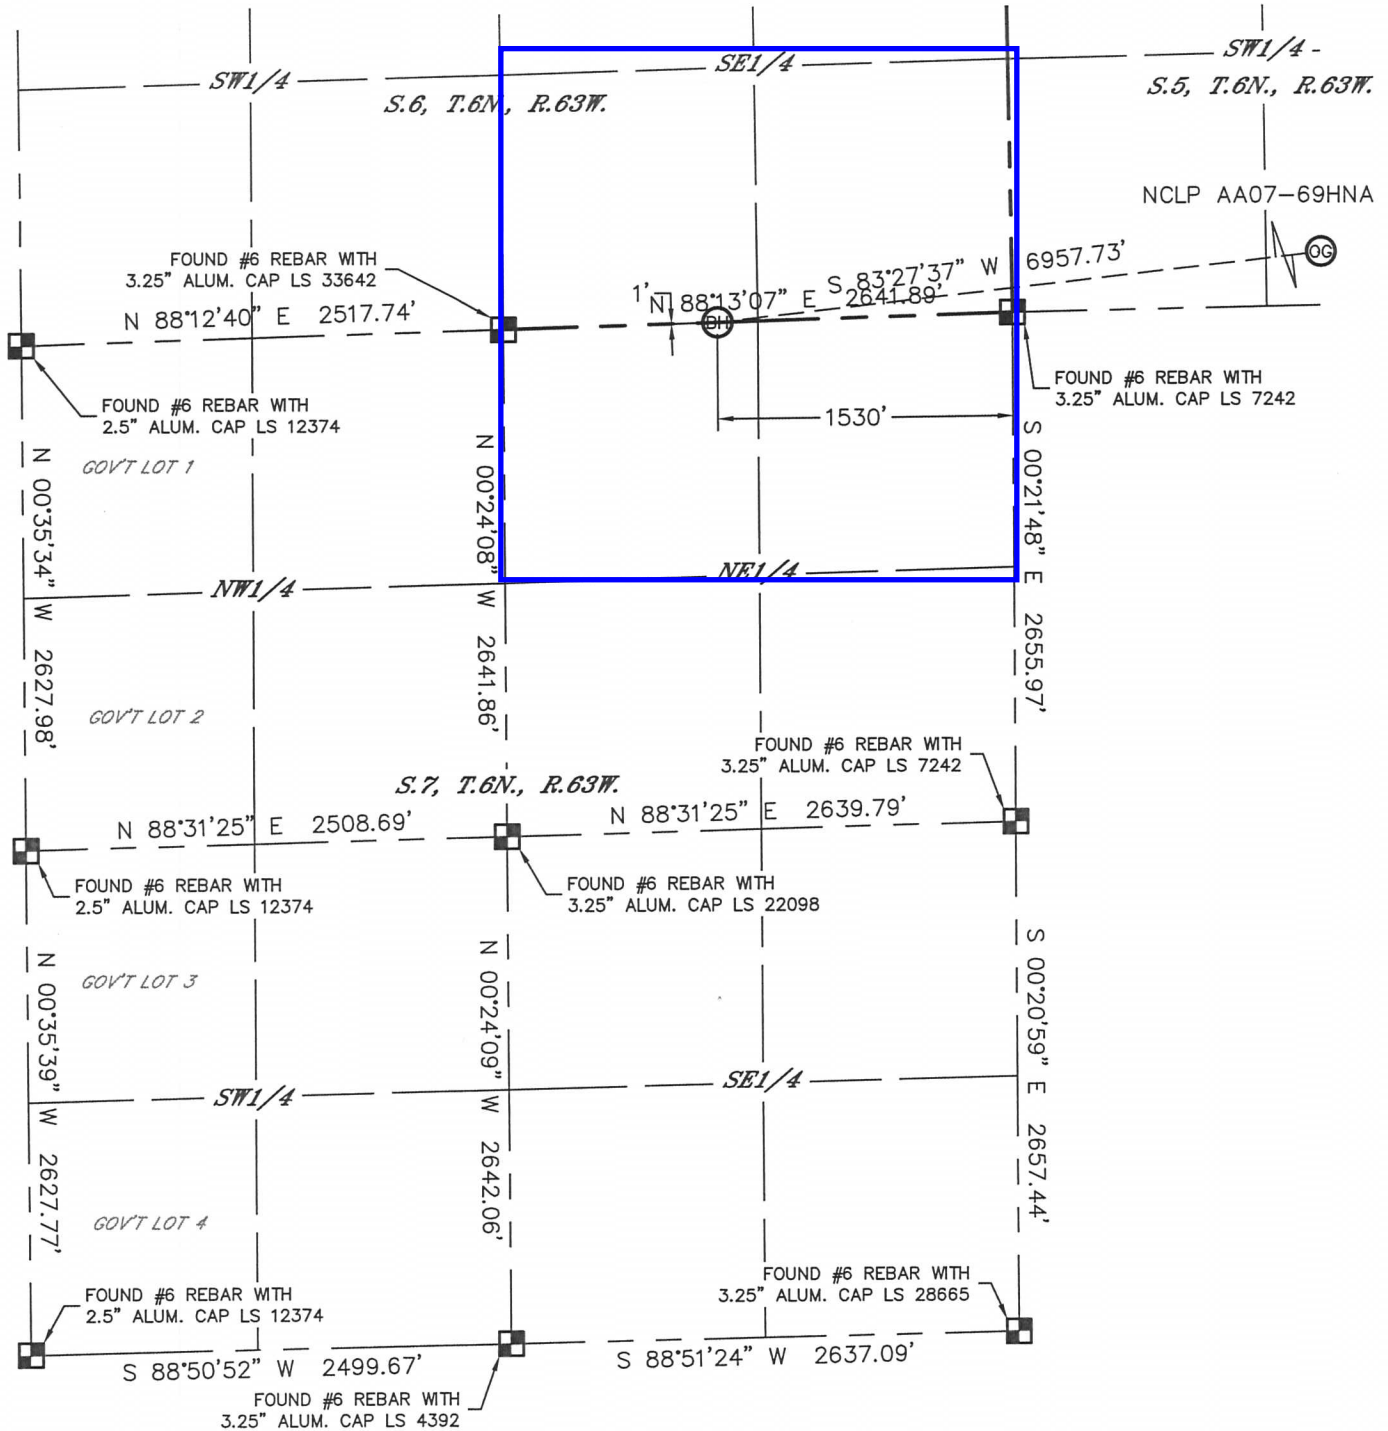 SW1/4
SE1/4
SW1/4 -
S.6, T.6N., R.63W.
S.5, T.6N., R.63W.
NCLP AA07-69HNA
OG
FOUND #6 REBAR WITH
3.25" ALUM. CAP LS 33642
S 83°27'37" W 6957.73'
1'
N 88°13'07" E 2641.89'
BH
N 88°12'40" E 2517.74'
FOUND #6 REBAR WITH
3.25" ALUM. CAP LS 7242
FOUND #6 REBAR WITH
2.5" ALUM. CAP LS 12374
1530'
GOV'T LOT 1
N 00°35'34" W 2627.98'
N 00°24'08" W 2641.86'
S 00°21'48" E 2655.97'
NW1/4
NE1/4
GOV'T LOT 2
FOUND #6 REBAR WITH
3.25" ALUM. CAP LS 7242
S.7, T.6N., R.63W.
N 88°31'25" E 2508.69'
N 88°31'25" E 2639.79'
FOUND #6 REBAR WITH
2.5" ALUM. CAP LS 12374
FOUND #6 REBAR WITH
3.25" ALUM. CAP LS 22098
GOV'T LOT 3
N 00°35'39" W 2627.77'
N 00°24'09" W 2642.06'
S 00°20'59" E 2657.44'
SW1/4
SE1/4
GOV'T LOT 4
FOUND #6 REBAR WITH
2.5" ALUM. CAP LS 12374
FOUND #6 REBAR WITH
3.25" ALUM. CAP LS 28665
S 88°50'52" W 2499.67'
S 88°51'24" W 2637.09'
FOUND #6 REBAR WITH
3.25" ALUM. CAP LS 4392